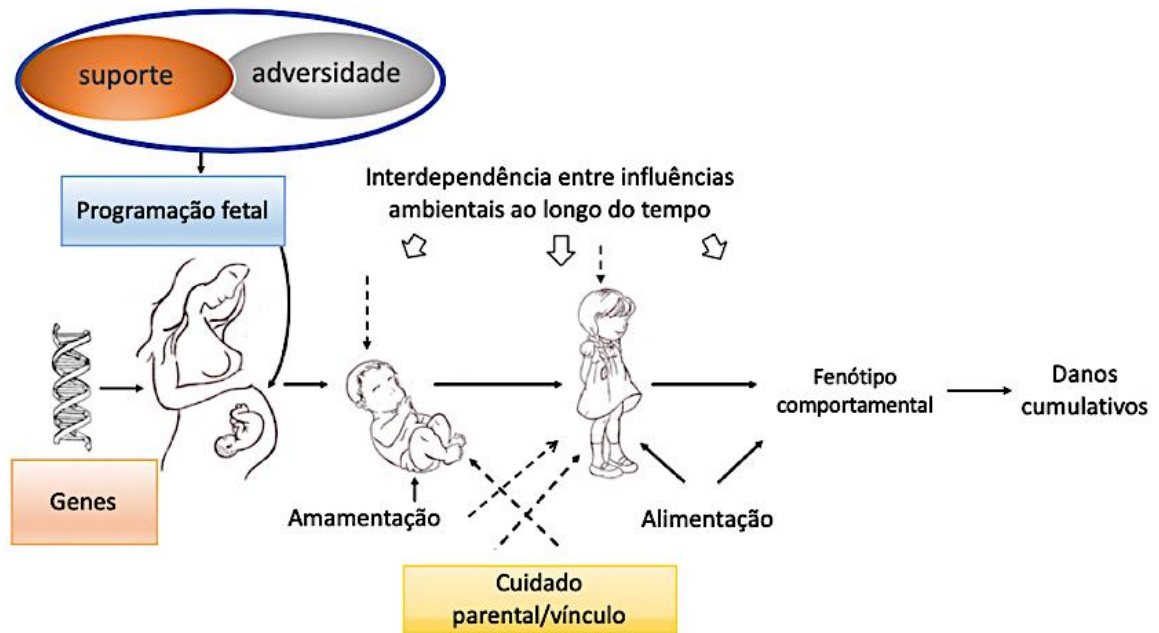 suporte
adversidade
Programação fetal
Interdependência entre influências
ambientais ao longo do tempo
Genes
Amamentação
Alimentação
Cuidado
parental/vínculo
Fenótipo
comportamental
Danos
cumulativos